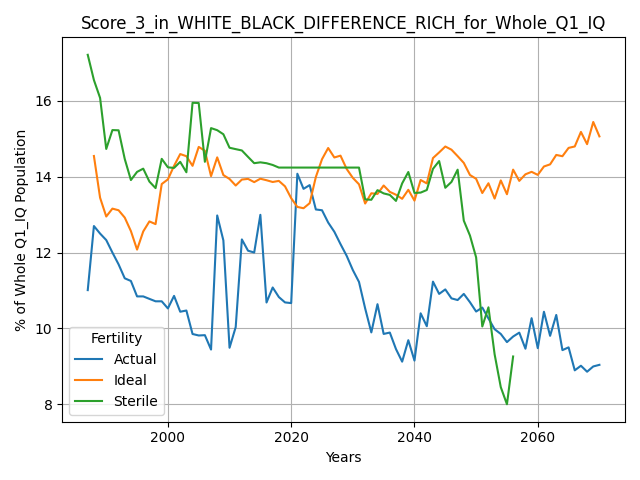 Score_3_in_WHITE_BLACK_DIFFERENCE_RICH_for_Whole_Q1_IQ
% of Whole Q1_IQ Population
16
14
12
10
8
Fertility
Actual
Ideal
Sterile
2000 2020 2040 2060
Years